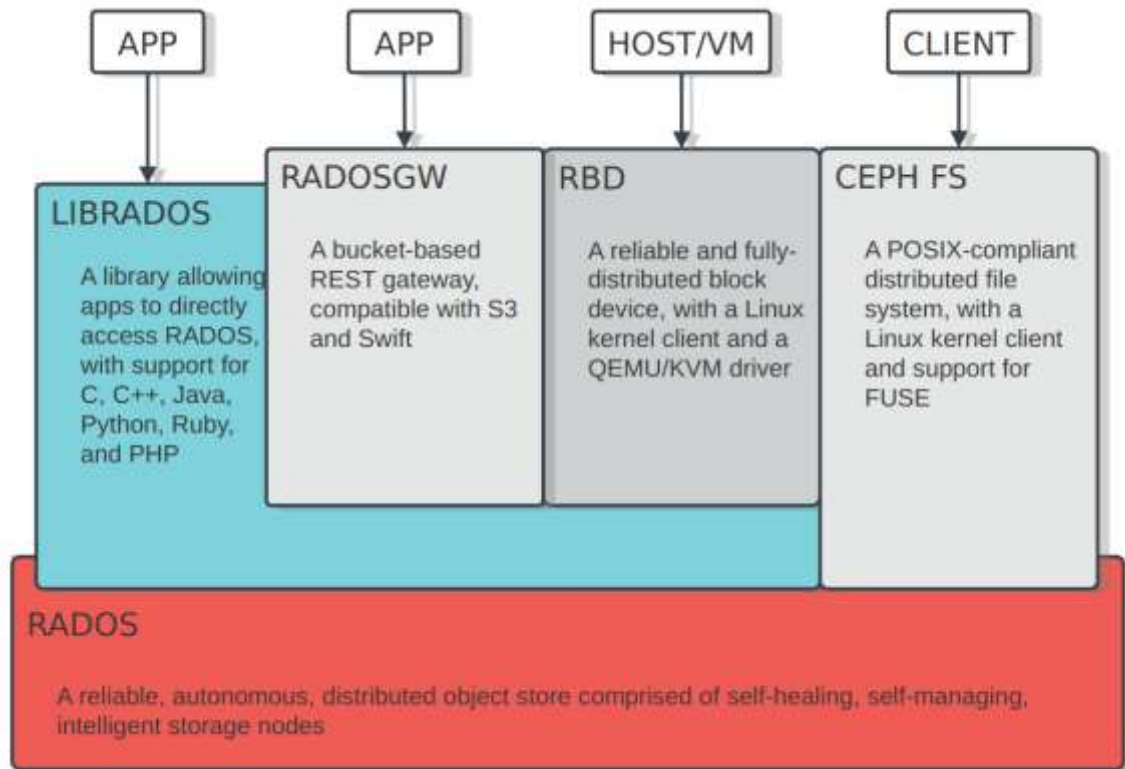 APP
APP
HOST/VM
CLIENT
LIBRADOS
A library allowing
apps to directly
access RADOS,
with support for
C, C++, Java,
Python, Ruby,
and PHP
RADOSGW
A bucket-based
REST gateway,
compatible with S3
and Swift
RBD
A reliable and fully-
distributed block
device, with a Linux
kernel client and a
QEMU/KVM driver
CEPH FS
A POSIX-compliant
distributed file
system, with a
Linux kernel client
and support for
FUSE
RADOS
A reliable, autonomous, distributed object store comprised of self-healing, self-managing,
intelligent storage nodes